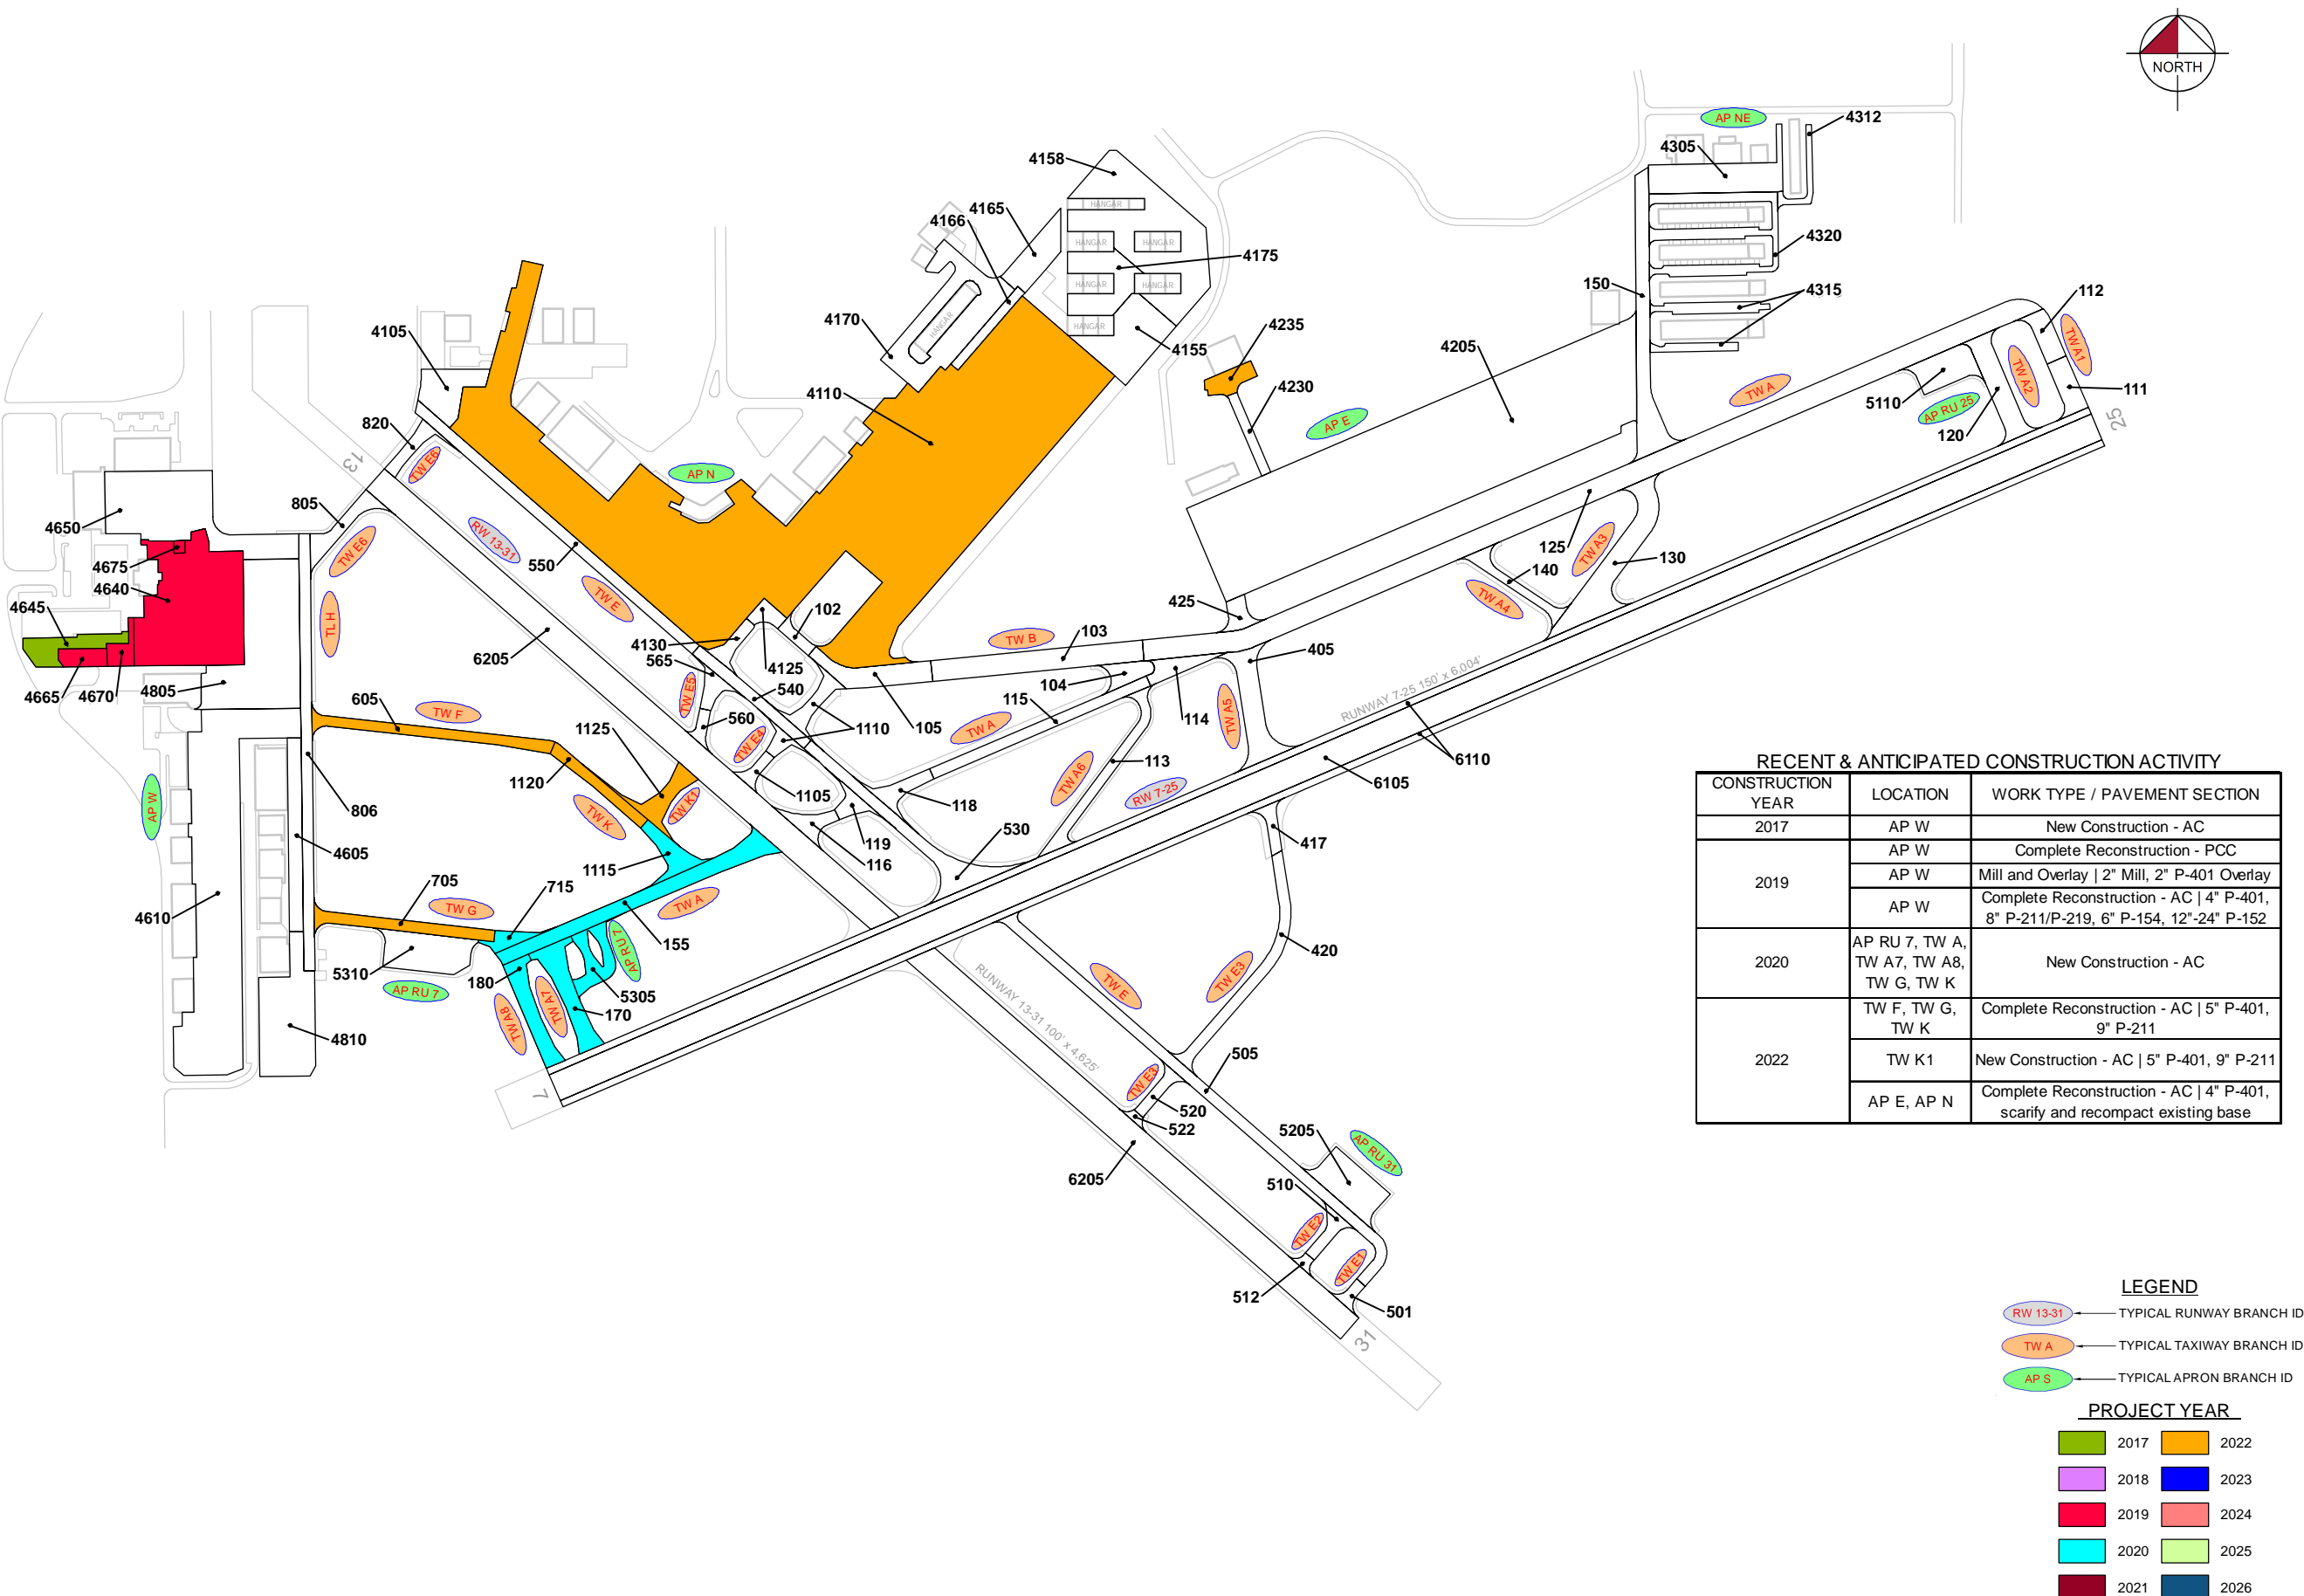 NORTH
4312
AP NE
4305
4158
HANGAR
4165
4166
HANGAR
HANGAR
4320
4175
HANGAR
HANGAR
150
4315
112
4170
HANGAR
HANGAR
4235
4105
4155
4205
TW A1
TW A2
4110
4230
TW A
5110
111
AP RU 25
25
820
AP E
120
13
TW E6
AP N
805
4650
RW 13-31
TW E6
550
125
TW A3
130
4675
140
4640
TW E
TW A4
4645
102
425
TL H
103
TW B
4130
405
6205
565
4125
104
4665
4670
4805
TW E5
540
605
TW F
115
RUNWAY 7-25 150' x 6,004'
560
1110
105
TW A
114
TW A5
1125
TW E4
113
6110
1120
TW A6
6105
AP W
TW K1
1105
RW 7-25
806
TW K
118
530
417
4605
119
116
1115
705
715
TW G
TW A
4610
155
420
5310
AP RU 7
TW E
TW E3
180
AP RU 7
5305
TW A7
170
TW A8
RUNWAY 13-31 100' x 4,625'
4810
505
7
TW E3
520
522
5205
AP RU 31
6205
510
TW E2
TW E1
512
501
31
RECENT & ANTICIPATED CONSTRUCTION ACTIVITY
CONSTRUCTION YEAR LOCATION WORK TYPE / PAVEMENT SECTION
2017 AP W New Construction - AC
2019 AP W Complete Reconstruction - PCC
AP W Mill and Overlay | 2" Mill, 2" P-401 Overlay
AP W Complete Reconstruction - AC | 4" P-401,
8" P-211/P-219, 6" P-154, 12"-24" P-152
2020 AP RU 7, TW A,
TW A7, TW A8,
TW G, TW K
New Construction - AC
2022 TW F, TW G,
TW K
Complete Reconstruction - AC | 5" P-401,
9" P-211
TW K1 New Construction - AC | 5" P-401, 9" P-211
AP E, AP N Complete Reconstruction - AC | 4" P-401,
scarify and recompact existing base
LEGEND
RW 13-31 TYPICAL RUNWAY BRANCH ID
TW A TYPICAL TAXIWAY BRANCH ID
AP S TYPICAL APRON BRANCH ID
PROJECT YEAR
2017 2022
2018 2023
2019 2024
2020 2025
2021 2026